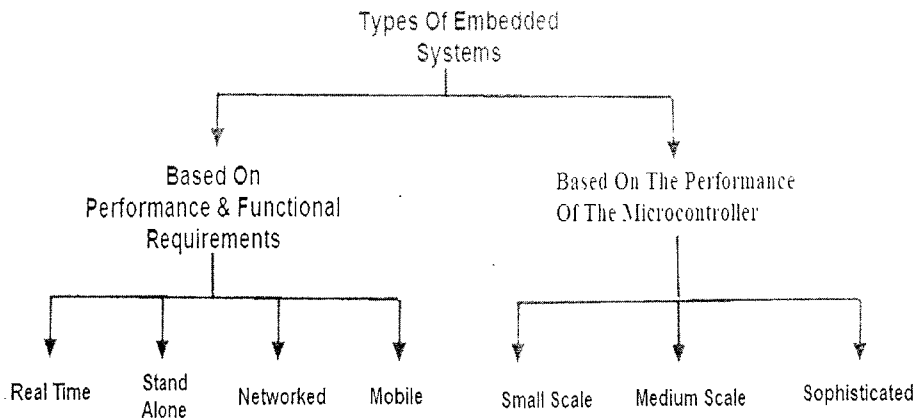 Types Of Embedded
Systems
Based On
Performance & Functional
Requirements
Based On The Performance
Of The Microcontroller
Real Time
Stand
Alone
Networked
Mobile
Small Scale
Medium Scale
Sophisticated